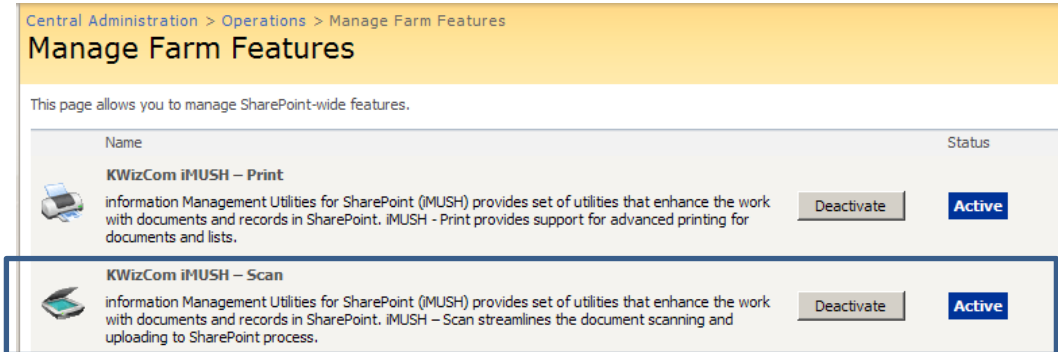 Central Administration > Operations > Manage Farm Features
Manage Farm Features
This page allows you to manage SharePoint-wide features.
Name Status
KWizCom iMUSH – Print
information Management Utilities for SharePoint (iMUSH) provides set of utilities that enhance the work
with documents and records in SharePoint. iMUSH - Print provides support for advanced printing for
documents and lists.
Deactivate Active
KWizCom iMUSH – Scan
information Management Utilities for SharePoint (iMUSH) provides set of utilities that enhance the work
with documents and records in SharePoint. iMUSH – Scan streamlines the document scanning and
uploading to SharePoint process.
Deactivate Active